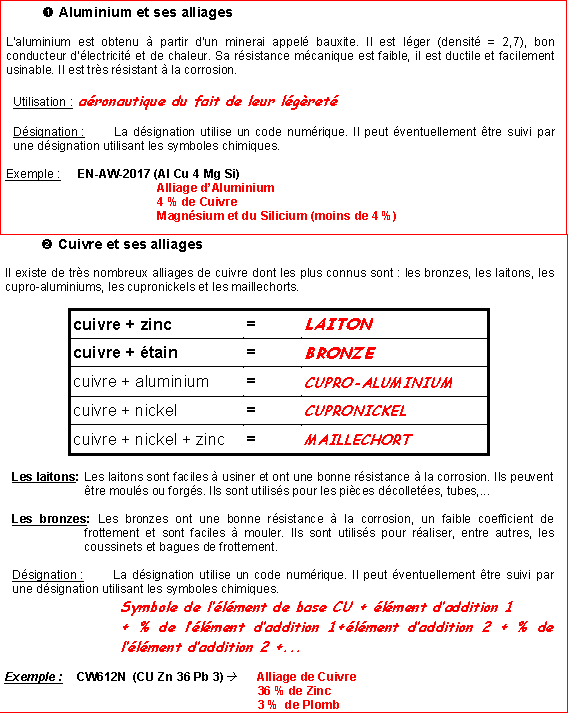 ❶ Aluminium et ses alliages
L'aluminium est obtenu à partir d'un minerai appelé bauxite. Il est léger (densité = 2,7), bon
conducteur d'électricité et de chaleur. Sa résistance mécanique est faible, il est ductile et facilement
usinable. Il est très résistant à la corrosion.
Utilisation : aéronautique du fait de leur légèreté
Désignation : La désignation utilise un code numérique. Il peut éventuellement être suivi par
une désignation utilisant les symboles chimiques.
Exemple : EN-AW-2017 (Al Cu 4 Mg Si)
Alliage d'Aluminium
4 % de Cuivre
Magnésium et du Silicium (moins de 4 %)
❷ Cuivre et ses alliages
Il existe de très nombreux alliages de cuivre dont les plus connus sont : les bronzes, les laitons, les
cupro-aluminiums, les cupronickels et les maillechorts.
cuivre + zinc = LAITON
cuivre + étain = BRONZE
cuivre + aluminium = CUPRO-ALUMINIUM
cuivre + nickel = CUPRONICKEL
cuivre + nickel + zinc = MAILLECHORT
Les laitons: Les laitons sont faciles à usiner et ont une bonne résistance à la corrosion. Ils peuvent
être moulés ou forgés. Ils sont utilisés pour les pièces décolletées, tubes,...
Les bronzes: Les bronzes ont une bonne résistance à la corrosion, un faible coefficient de
frottement et sont faciles à mouler. Ils sont utilisés pour réaliser, entre autres, les
coussinets et bagues de frottement.
Désignation : La désignation utilise un code numérique. Il peut éventuellement être suivi par
une désignation utilisant les symboles chimiques.
Symbole de l'élément de base CU + élément d'addition 1
+ % de l'élément d'addition 1+élément d'addition 2 + % de
l'élément d'addition 2 +...
Exemple : CW612N (CU Zn 36 Pb 3) → Alliage de Cuivre
36 % de Zinc
3 % de Plomb